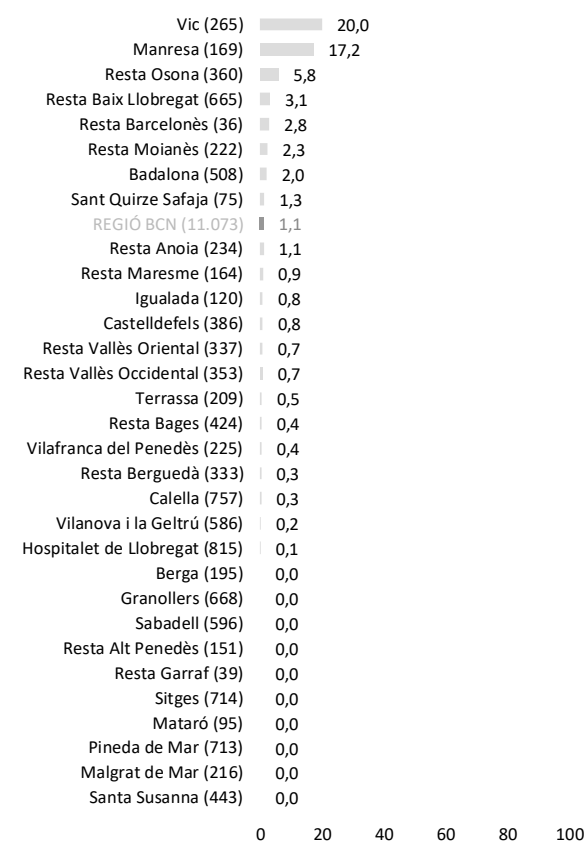 Vic (265) 20,0
Manresa (169) 17,2
Resta Osona (360) 5,8
Resta Baix Llobregat (665) 3,1
Resta Barcelonès (36) 2,8
Resta Moianès (222) 2,3
Badalona (508) 2,0
Sant Quirze Safaja (75) 1,3
REGIÓ BCN (11.073) 1,1
Resta Anoia (234) 1,1
Resta Maresme (164) 0,9
Igualada (120) 0,8
Castelldefels (386) 0,8
Resta Vallès Oriental (337) 0,7
Resta Vallès Occidental (353) 0,7
Terrassa (209) 0,5
Resta Bages (424) 0,4
Vilafranca del Penedès (225) 0,4
Resta Berguedà (333) 0,3
Calella (757) 0,3
Vilanova i la Geltrú (586) 0,2
Hospitalet de Llobregat (815) 0,1
Berga (195) 0,0
Granollers (668) 0,0
Sabadell (596) 0,0
Resta Alt Penedès (151) 0,0
Resta Garraf (39) 0,0
Sitges (714) 0,0
Mataró (95) 0,0
Pineda de Mar (713) 0,0
Malgrat de Mar (216) 0,0
Santa Susanna (443) 0,0
0 20 40 60 80 100